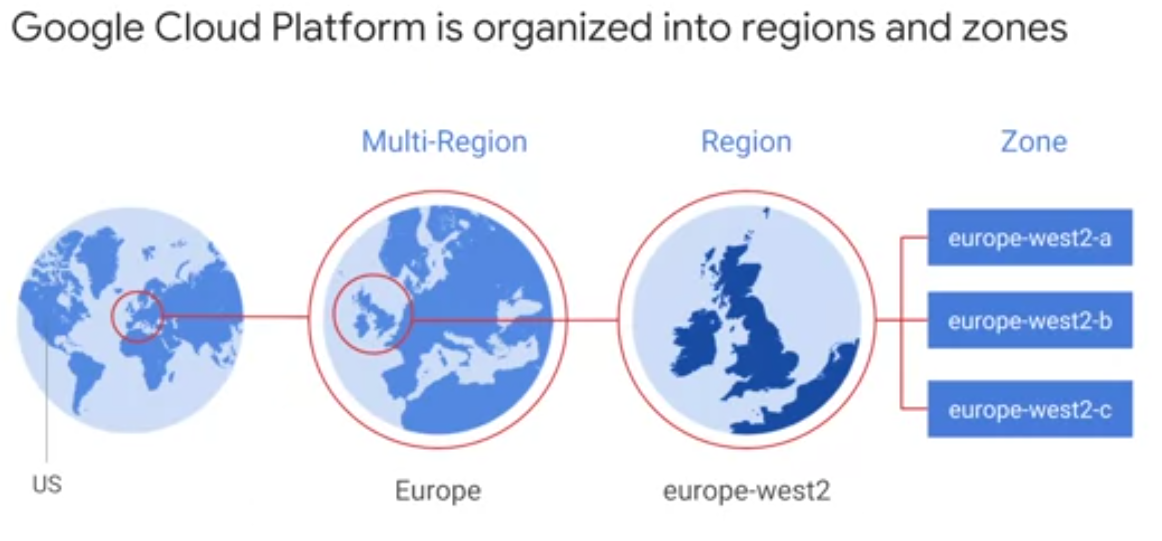 Google Cloud Platform is organized into regions and zones
Multi-Region
Region
Zone
europe-west2-a
europe-west2-b
europe-west2-c
US
Europe
europe-west2